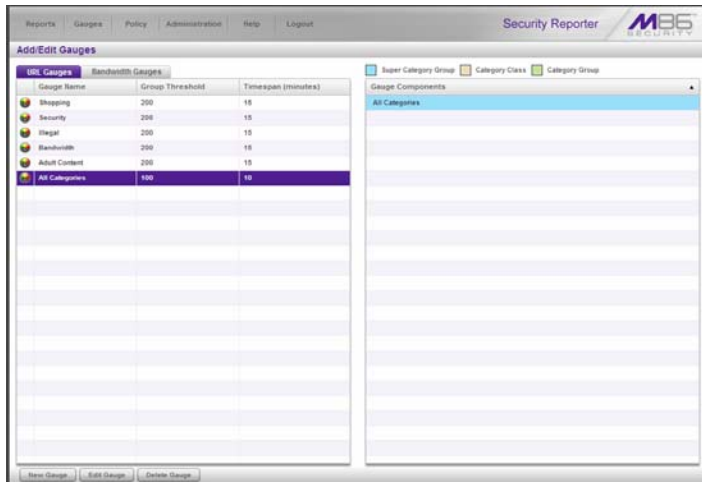 Reports Gauges Policy Administration Help Logout
Security Reporter
M86 SECURITY
Add/Edit Gauges
URL Gauges Bandwidth Gauges
Super Category Group Category Class Category Group
Gauge Name Group Threshold Timespan (minutes)
Gauge Components
Shopping 200 15
All Categories
Security 200 15
Illegal 200 15
Bandwidth 200 15
Adult Content 200 15
All Categories 100 10
New Gauge Edit Gauge Delete Gauge